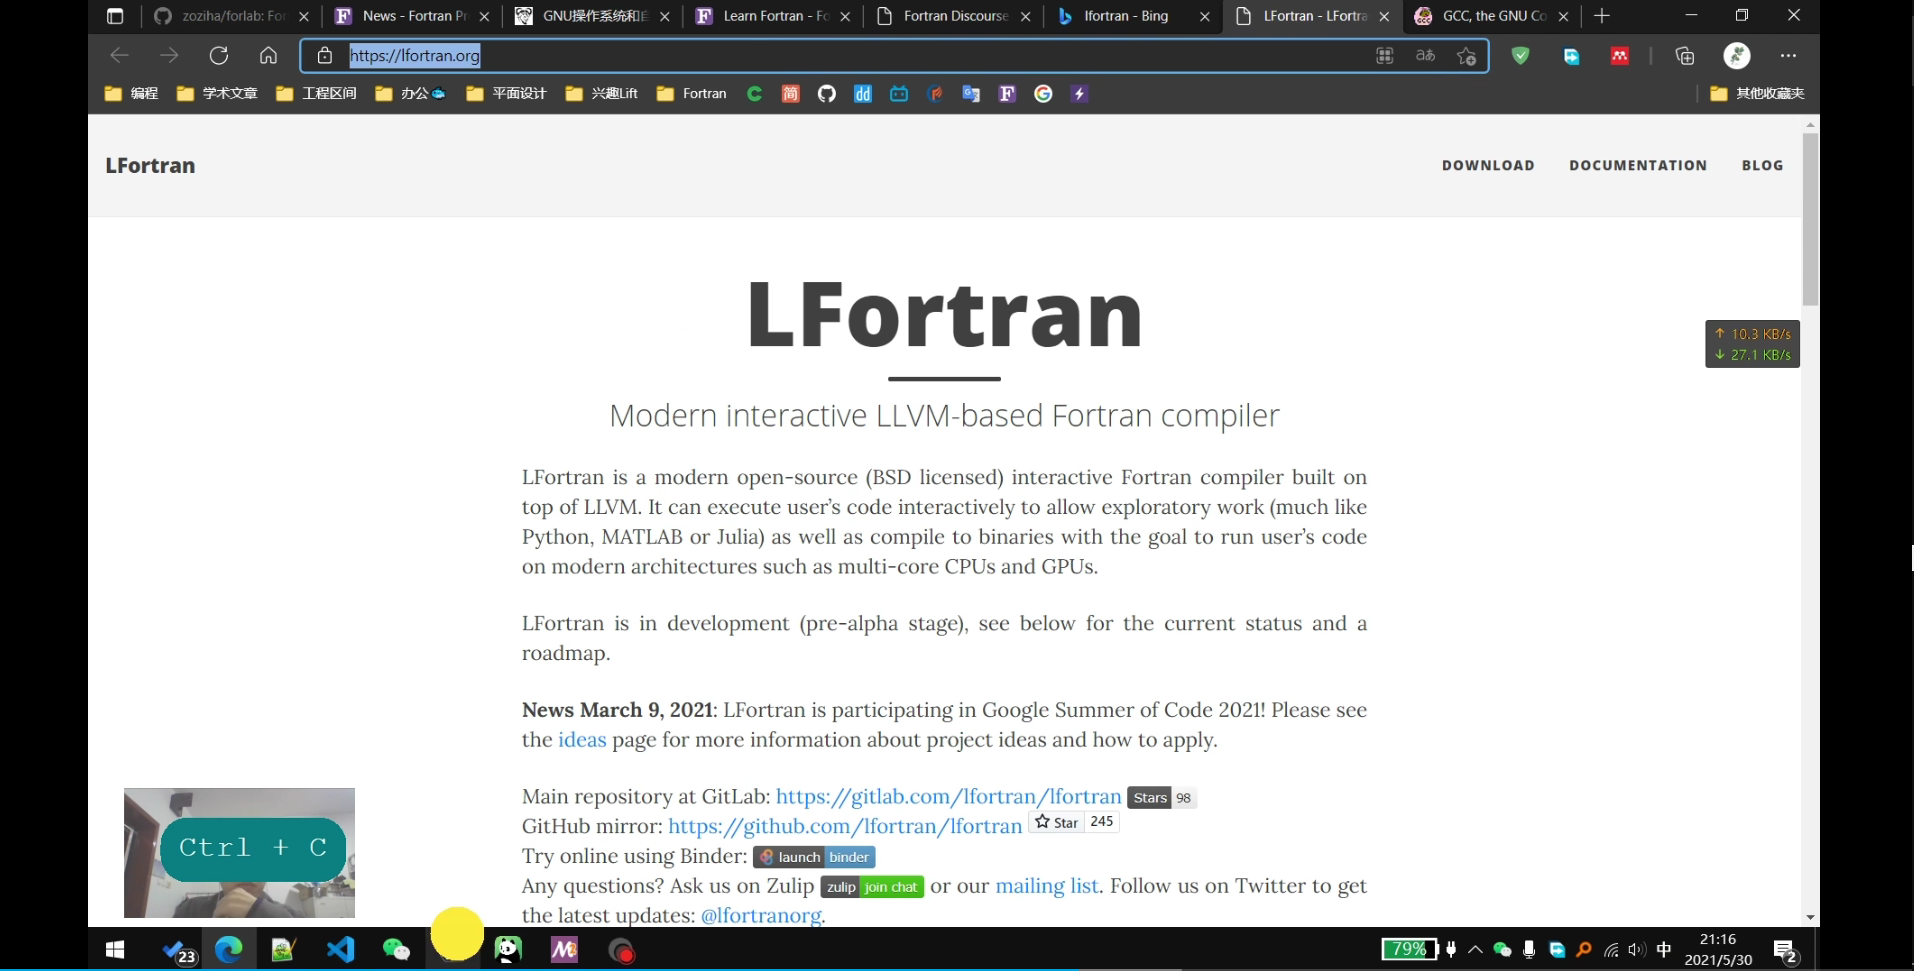 zoziha/forlab: For
News - Fortran Pr
GNU操作系统和自
Learn Fortran - Fo
Fortran Discourse
lfortran - Bing
LFortran - LFortra
GCC, the GNU Co
https://lfortran.org
编程 学术文章 工程区间 办公 平面设计 兴趣Lift Fortran 简 dd F 其他收藏夹
LFortran
DOWNLOAD DOCUMENTATION BLOG
LFortran
↑ 10.3 KB/s
↓ 27.1 KB/s
Modern interactive LLVM-based Fortran compiler
LFortran is a modern open-source (BSD licensed) interactive Fortran compiler built on
top of LLVM. It can execute user's code interactively to allow exploratory work (much like
Python, MATLAB or Julia) as well as compile to binaries with the goal to run user's code
on modern architectures such as multi-core CPUs and GPUs.
LFortran is in development (pre-alpha stage), see below for the current status and a
roadmap.
News March 9, 2021: LFortran is participating in Google Summer of Code 2021! Please see
the ideas page for more information about project ideas and how to apply.
Main repository at GitLab: https://gitlab.com/lfortran/lfortran Stars 98
GitHub mirror: https://github.com/lfortran/lfortran Star 245
Try online using Binder: launch binder
Any questions? Ask us on Zulip zulip join chat or our mailing list. Follow us on Twitter to get
the latest updates: @lfortranorg.
Ctrl + C
23
79%
中
21:16
2021/5/30
2